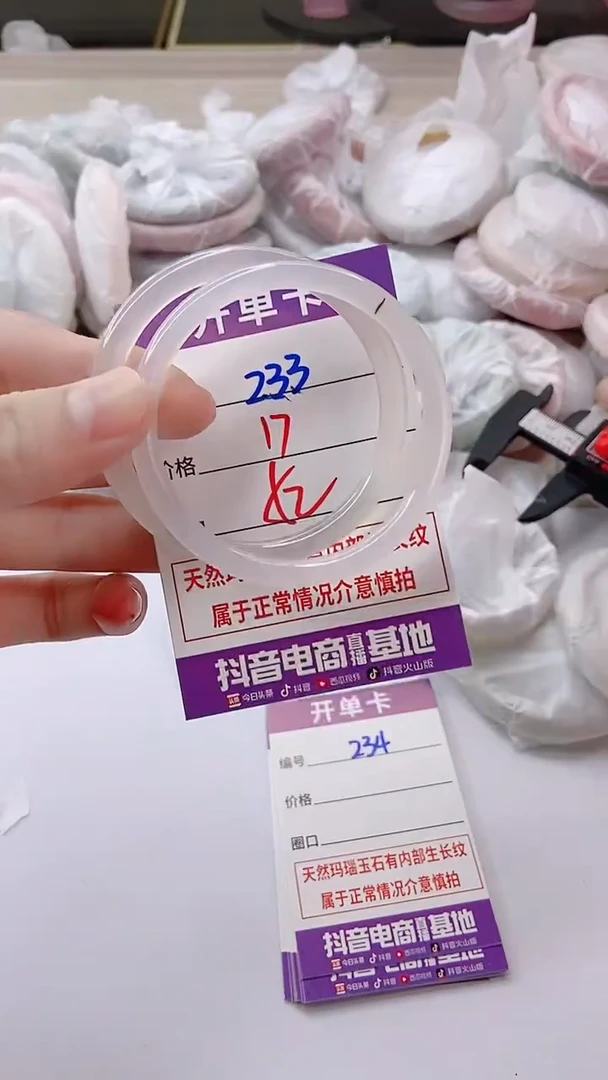 开单卡
233
价格
17
天然玛
内部生长纹
属于正常情况介意慎拍
抖音电商直播基地
今日头条 抖音 西瓜视频 抖音火山版
开单卡
编号 234
价格
圈口
天然玛瑙玉石有内部生长纹
属于正常情况介意慎拍
抖音电商直播基地
今日头条 抖音 西瓜视频 抖音火山版